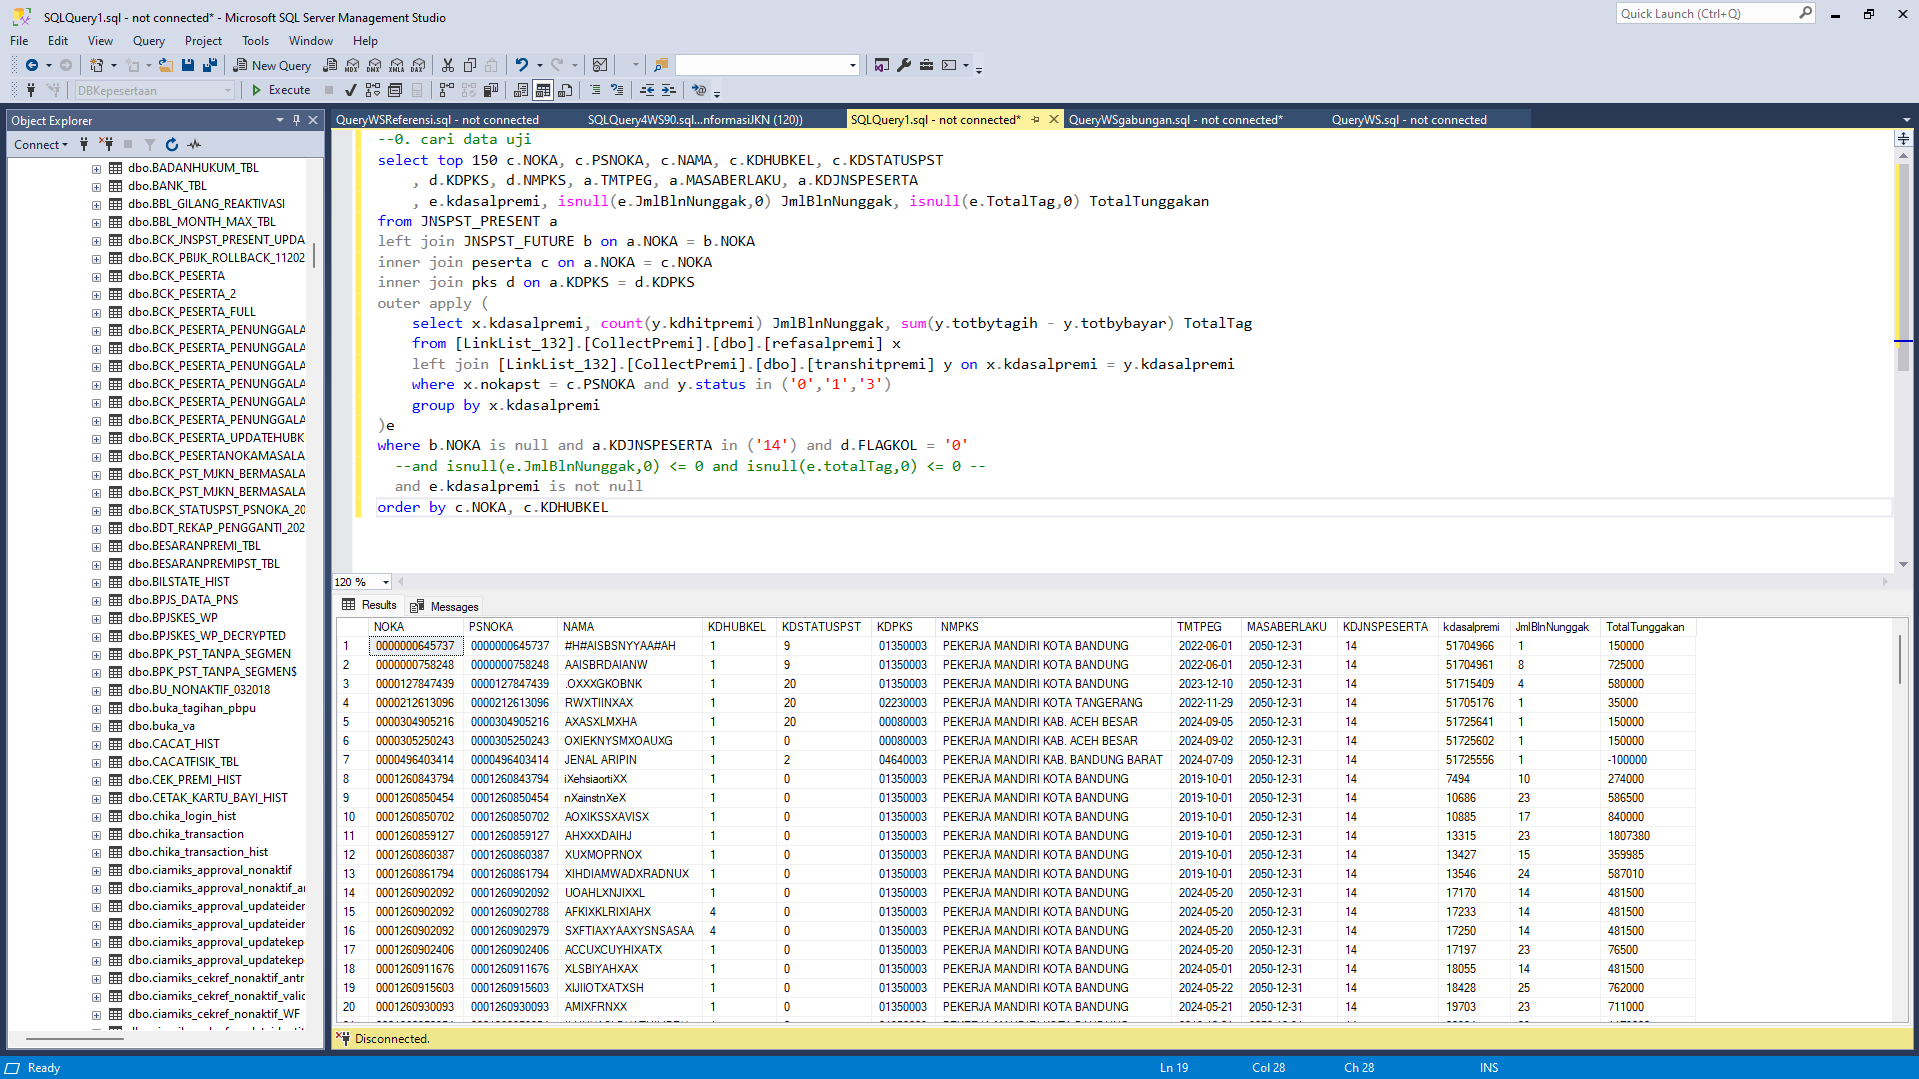 SQLQuery1.sql - not connected* - Microsoft SQL Server Management Studio
Quick Launch (Ctrl+Q)
File Edit View Query Project Tools Window Help
New Query
MDX DMX XMLA DAX
DBKepesertaan
Execute
Object Explorer
Connect
dbo.BADANHUKUM_TBL
dbo.BANK_TBL
dbo.BBL_GILANG_REAKTIVASI
dbo.BBL_MONTH_MAX_TBL
dbo.BCK_JNSPST_PRESENT_UPDA
dbo.BCK_PBIJK_ROLLBACK_11202
dbo.BCK_PESERTA
dbo.BCK_PESERTA_2
dbo.BCK_PESERTA_FULL
dbo.BCK_PESERTA_PENUNGGALA
dbo.BCK_PESERTA_PENUNGGALA
dbo.BCK_PESERTA_PENUNGGALA
dbo.BCK_PESERTA_PENUNGGALA
dbo.BCK_PESERTA_PENUNGGALA
dbo.BCK_PESERTA_PENUNGGALA
dbo.BCK_PESERTA_UPDATEHUBK
dbo.BCK_PESERTANOKAMASALA
dbo.BCK_PST_MJKN_BERMASALA
dbo.BCK_PST_MJKN_BERMASALA
dbo.BCK_STATUSPST_PSNOKA_20
dbo.BDT_REKAP_PENGGANTI_202
dbo.BESARANPREMI_TBL
dbo.BESARANPREMIPST_TBL
dbo.BILSTATE_HIST
dbo.BPJS_DATA_PNS
dbo.BPJSKES_WP
dbo.BPJSKES_WP_DECRYPTED
dbo.BPK_PST_TANPA_SEGMEN
dbo.BPK_PST_TANPA_SEGMEN$
dbo.BU_NONAKTIF_032018
dbo.buka_tagihan_pbpu
dbo.buka_va
dbo.CACAT_HIST
dbo.CACATFISIK_TBL
dbo.CEK_PREMI_HIST
dbo.CETAK_KARTU_BAYI_HIST
dbo.chika_login_hist
dbo.chika_transaction
dbo.chika_transaction_hist
dbo.ciamiks_approval_nonaktif
dbo.ciamiks_approval_nonaktif_ar
dbo.ciamiks_approval_updateider
dbo.ciamiks_approval_updateider
dbo.ciamiks_approval_updatekep
dbo.ciamiks_approval_updatekep
dbo.ciamiks_cekref_nonaktif_antr
dbo.ciamiks_cekref_nonaktif_valic
dbo.ciamiks_cekref_nonaktif_WF
QueryWSReferensi.sql - not connected SQLQuery4WS90.sql...nformasiJKN (120)) SQLQuery1.sql - not connected* QueryWSgabungan.sql - not connected* QueryWS.sql - not connected
--0. cari data uji
select top 150 c.NOKA, c.PSNOKA, c.NAMA, c.KDHUBKEL, c.KDSTATUSPST
, d.KDPKS, d.NMPKS, a.TMTPEG, a.MASABERLAKU, a.KDJNSPESERTA
, e.kdasalpremi, isnull(e.JmlBlnNunggak,0) JmlBlnNunggak, isnull(e.TotalTag,0) TotalTunggakan
from JNSPST_PRESENT a
left join JNSPST_FUTURE b on a.NOKA = b.NOKA
inner join peserta c on a.NOKA = c.NOKA
inner join pks d on a.KDPKS = d.KDPKS
outer apply (
select x.kdasalpremi, count(y.kdhitpremi) JmlBlnNunggak, sum(y.totbytagih - y.totbybayar) TotalTag
from [LinkList_132].[CollectPremi].[dbo].[refasalpremi] x
left join [LinkList_132].[CollectPremi].[dbo].[transhitpremi] y on x.kdasalpremi = y.kdasalpremi
where x.nokapst = c.PSNOKA and y.status in ('0','1','3')
group by x.kdasalpremi
)e
where b.NOKA is null and a.KDJNSPESERTA in ('14') and d.FLAGKOL = '0'
--and isnull(e.JmlBlnNunggak,0) <= 0 and isnull(e.totalTag,0) <= 0 --
and e.kdasalpremi is not null
order by c.NOKA, c.KDHUBKEL
120 %
Results Messages
NOKA PSNOKA NAMA KDHUBKEL KDSTATUSPST KDPKS NMPKS TMTPEG MASABERLAKU KDJNSPESERTA kdasalpremi JmlBlnNunggak TotalTunggakan
1 0000000645737 0000000645737 #H#AISBSNYYAA#AH 1 9 01350003 PEKERJA MANDIRI KOTA BANDUNG 2022-06-01 2050-12-31 14 51704966 1 150000
2 0000000758248 0000000758248 AAISBRDAIANW 1 9 01350003 PEKERJA MANDIRI KOTA BANDUNG 2022-06-01 2050-12-31 14 51704961 8 725000
3 0000127847439 0000127847439 .OXXXGKOBNK 1 20 01350003 PEKERJA MANDIRI KOTA BANDUNG 2023-12-10 2050-12-31 14 51715409 4 580000
4 0000212613096 0000212613096 RWXTIINXAX 1 20 02230003 PEKERJA MANDIRI KOTA TANGERANG 2022-11-29 2050-12-31 14 51705176 1 35000
5 0000304905216 0000304905216 AXASXLMXHA 1 20 00080003 PEKERJA MANDIRI KAB. ACEH BESAR 2024-09-05 2050-12-31 14 51725641 1 150000
6 0000305250243 0000305250243 OXIEKNYSMXOAUXG 1 0 00080003 PEKERJA MANDIRI KAB. ACEH BESAR 2024-09-02 2050-12-31 14 51725602 1 150000
7 0000496403414 0000496403414 JENAL ARIPIN 1 2 04640003 PEKERJA MANDIRI KAB. BANDUNG BARAT 2024-07-09 2050-12-31 14 51725556 1 -100000
8 0001260843794 0001260843794 iXehsiaortiXX 1 0 01350003 PEKERJA MANDIRI KOTA BANDUNG 2019-10-01 2050-12-31 14 7494 10 274000
9 0001260850454 0001260850454 nXainstnXeX 1 0 01350003 PEKERJA MANDIRI KOTA BANDUNG 2019-10-01 2050-12-31 14 10686 23 586500
10 0001260850702 0001260850702 AOXIKSSXAVISX 1 0 01350003 PEKERJA MANDIRI KOTA BANDUNG 2019-10-01 2050-12-31 14 10885 17 840000
11 0001260859127 0001260859127 AHXXXDAIHJ 1 0 01350003 PEKERJA MANDIRI KOTA BANDUNG 2019-10-01 2050-12-31 14 13315 23 1807380
12 0001260860387 0001260860387 XUXMOPRNOX 1 0 01350003 PEKERJA MANDIRI KOTA BANDUNG 2019-10-01 2050-12-31 14 13427 15 359985
13 0001260861794 0001260861794 XIHDIAMWADXRADNUX 1 0 01350003 PEKERJA MANDIRI KOTA BANDUNG 2019-10-01 2050-12-31 14 13546 24 587010
14 0001260902092 0001260902092 UOAHLXNJIXXL 1 0 01350003 PEKERJA MANDIRI KOTA BANDUNG 2024-05-20 2050-12-31 14 17170 14 481500
15 0001260902092 0001260902788 AFKIXKLRIXIAHX 4 0 01350003 PEKERJA MANDIRI KOTA BANDUNG 2024-05-20 2050-12-31 14 17233 14 481500
16 0001260902092 0001260902979 SXFTIAXYAAXYSNSASAA 4 0 01350003 PEKERJA MANDIRI KOTA BANDUNG 2024-05-20 2050-12-31 14 17250 14 481500
17 0001260902406 0001260902406 ACCUXCUYHIXATX 1 0 01350003 PEKERJA MANDIRI KOTA BANDUNG 2024-05-20 2050-12-31 14 17197 23 76500
18 0001260911676 0001260911676 XLSBIYAHXAX 1 0 01350003 PEKERJA MANDIRI KOTA BANDUNG 2024-05-01 2050-12-31 14 18055 14 481500
19 0001260915603 0001260915603 XIJIIOTXATXSH 1 0 01350003 PEKERJA MANDIRI KOTA BANDUNG 2024-05-22 2050-12-31 14 18428 25 762000
20 0001260930093 0001260930093 AMIXFRNXX 1 0 01350003 PEKERJA MANDIRI KOTA BANDUNG 2024-05-21 2050-12-31 14 19703 23 711000
Disconnected.
Ready Ln 19 Col 28 Ch 28 INS